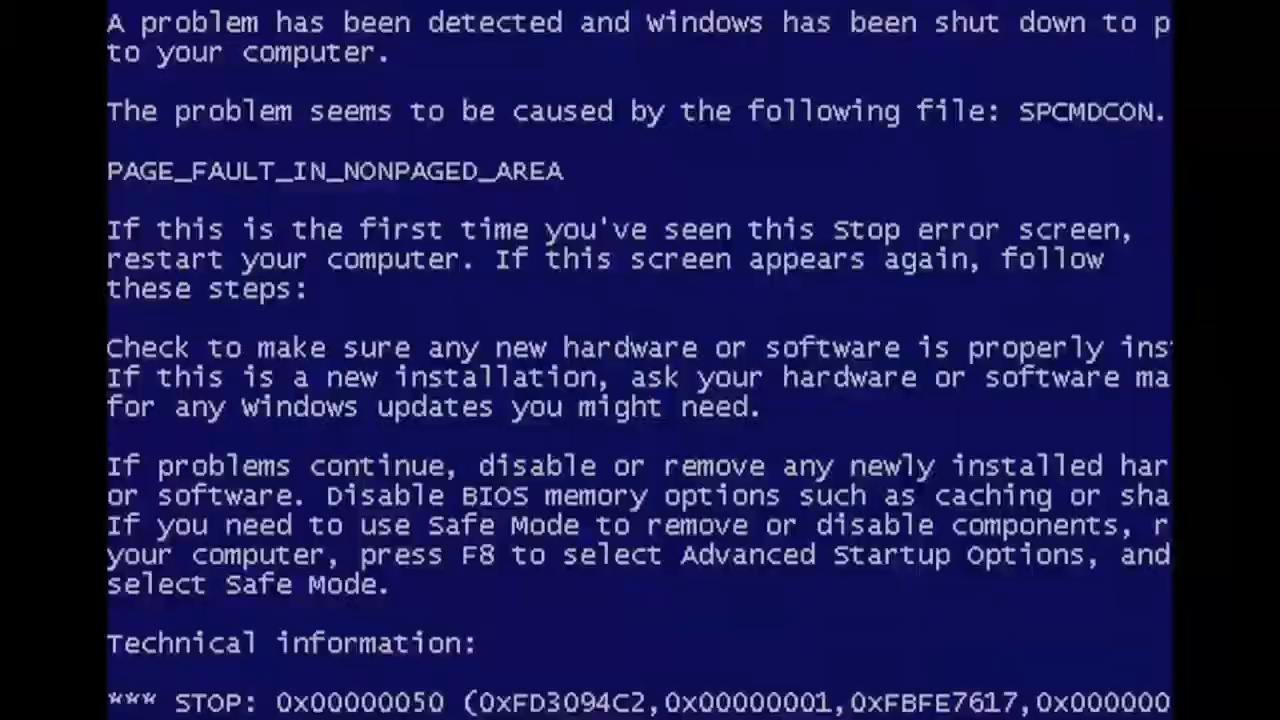 A problem has been detected and Windows has been shut down to p
to your computer.
The problem seems to be caused by the following file: SPCMDCON.
PAGE_FAULT_IN_NONPAGED_AREA
If this is the first time you've seen this Stop error screen,
restart your computer. If this screen appears again, follow
these steps:
Check to make sure any new hardware or software is properly ins
If this is a new installation, ask your hardware or software ma
for any Windows updates you might need.
If problems continue, disable or remove any newly installed har
or software. Disable BIOS memory options such as caching or sha
If you need to use Safe Mode to remove or disable components, r
your computer, press F8 to select Advanced Startup Options, and
select Safe Mode.
Technical information:
*** STOP: 0x00000050 (0xFD3094C2,0x00000001,0xFBFE7617,0x000000